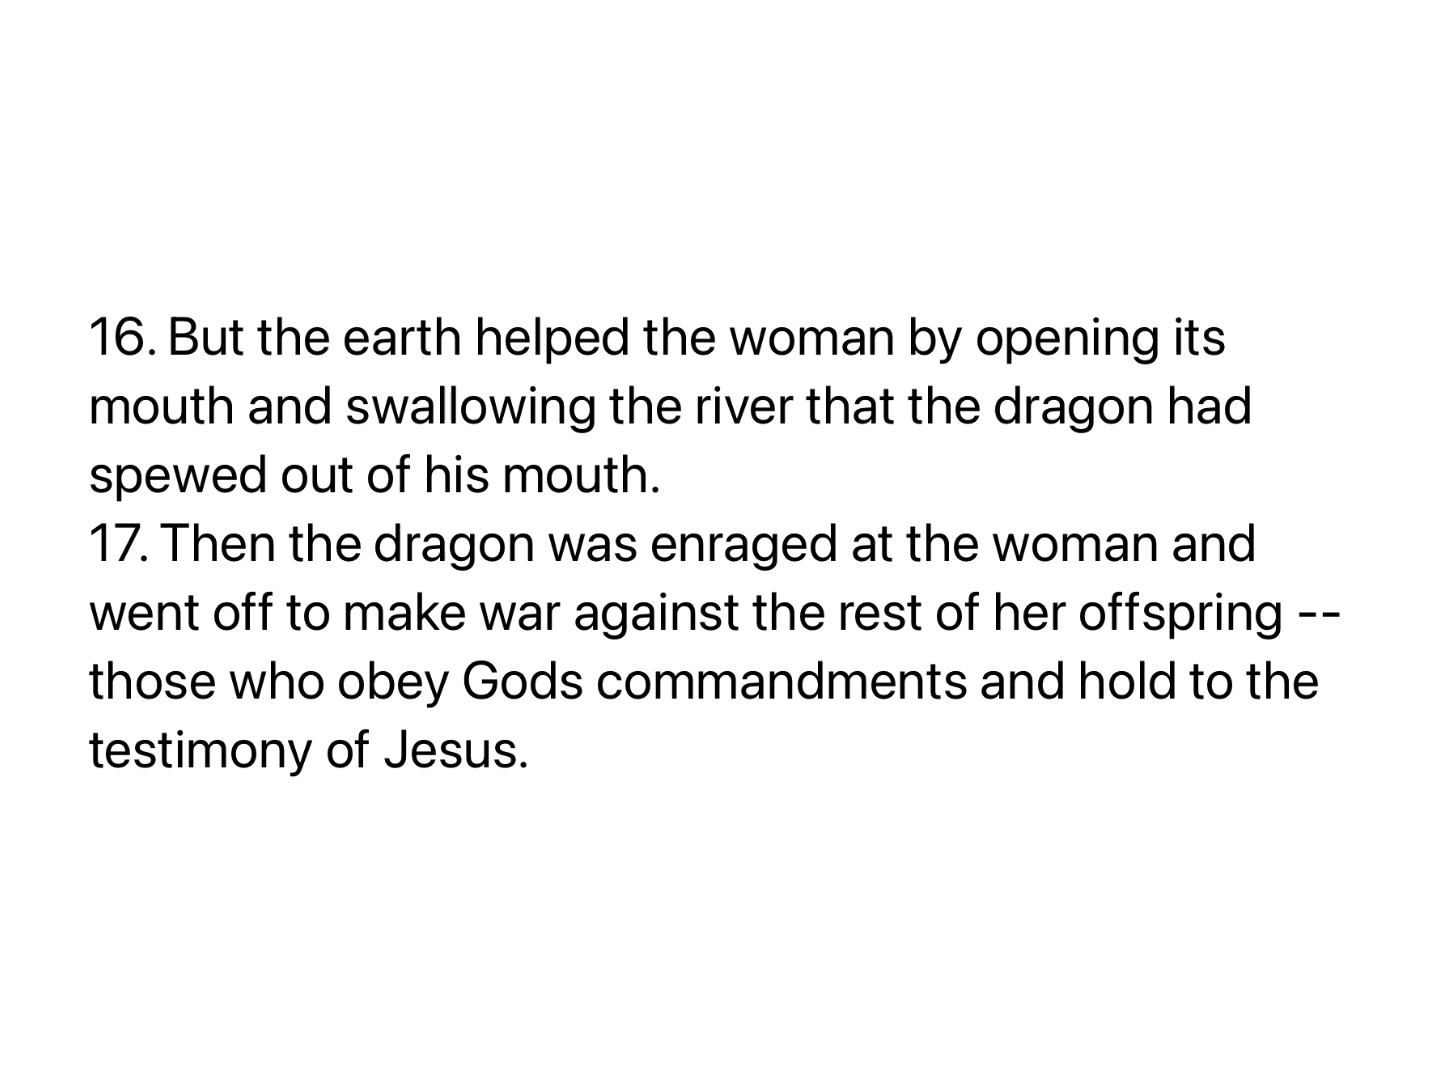 16. But the earth helped the woman by opening its
mouth and swallowing the river that the dragon had
spewed out of his mouth.
17. Then the dragon was enraged at the woman and
went off to make war against the rest of her offspring --
those who obey Gods commandments and hold to the
testimony of Jesus.